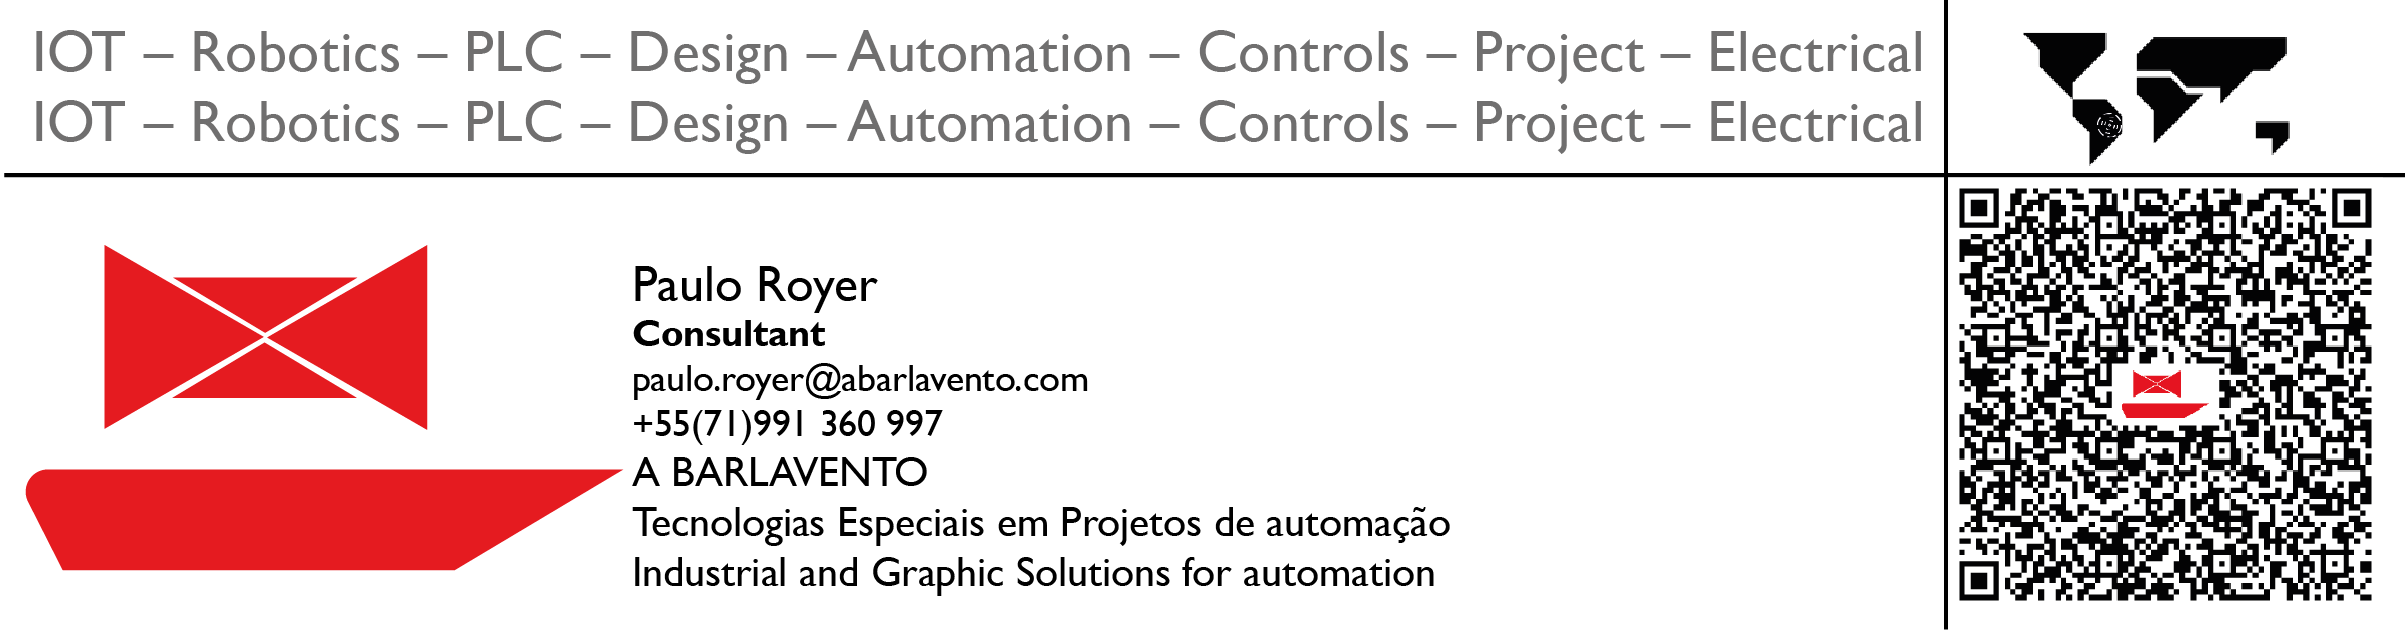 IOT – Robotics – PLC – Design – Automation – Controls – Project – Electrical
IOT – Robotics – PLC – Design – Automation – Controls – Project – Electrical
Paulo Royer
Consultant
paulo.royer@abarlavento.com
+55(71)991 360 997
A BARLAVENTO
Tecnologias Especiais em Projetos de automação
Industrial and Graphic Solutions for automation